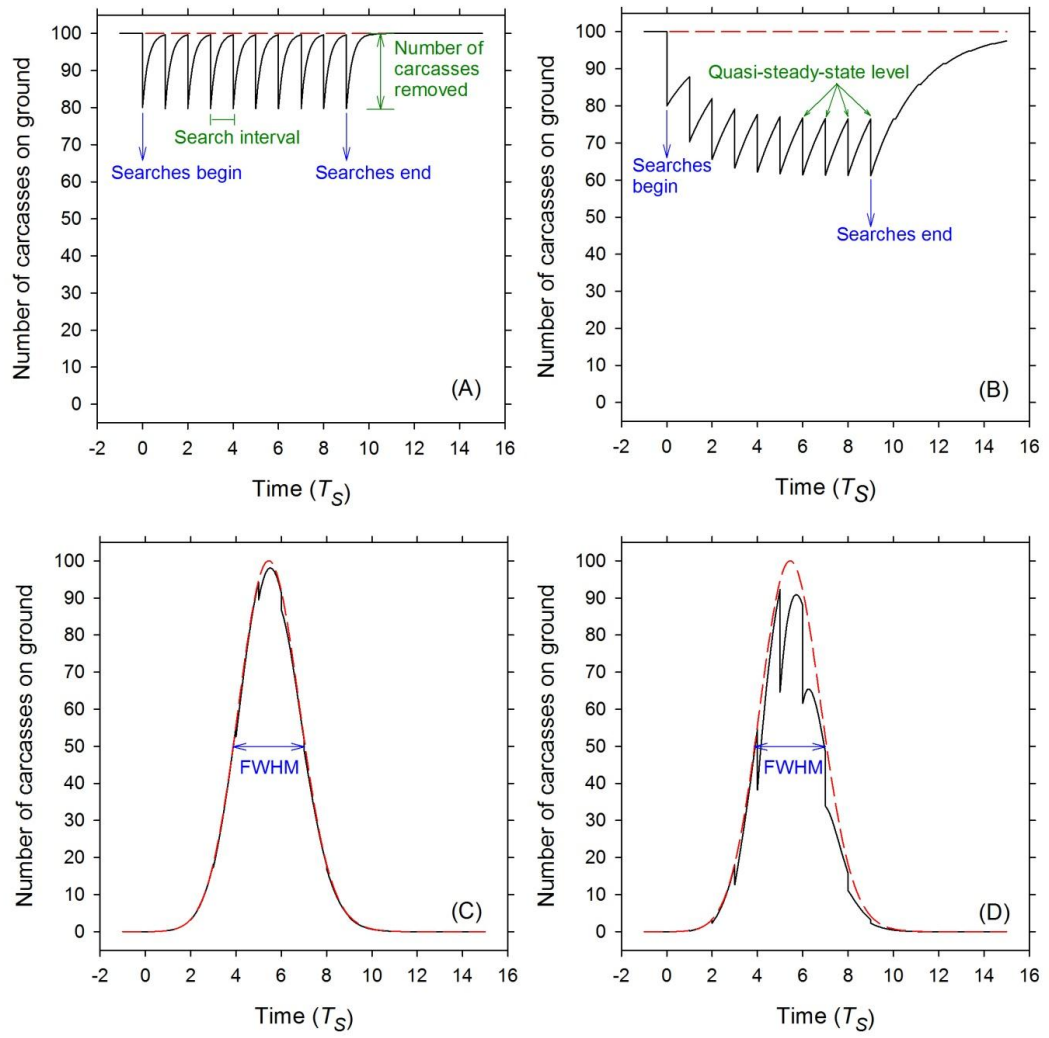 100
90
80
70
60
50
40
30
20
10
0
Number of carcasses on ground
Number of
carcasses
removed
Search interval
Searches begin
Searches end
(A)
-2 0 2 4 6 8 10 12 14 16
Time (T_S)
100
90
80
70
60
50
40
30
20
10
0
Number of carcasses on ground
Quasi-steady-state level
Searches
begin
Searches end
(B)
-2 0 2 4 6 8 10 12 14 16
Time (T_S)
100
90
80
70
60
50
40
30
20
10
0
Number of carcasses on ground
FWHM
(C)
-2 0 2 4 6 8 10 12 14 16
Time (T_S)
100
90
80
70
60
50
40
30
20
10
0
Number of carcasses on ground
FWHM
(D)
-2 0 2 4 6 8 10 12 14 16
Time (T_S)